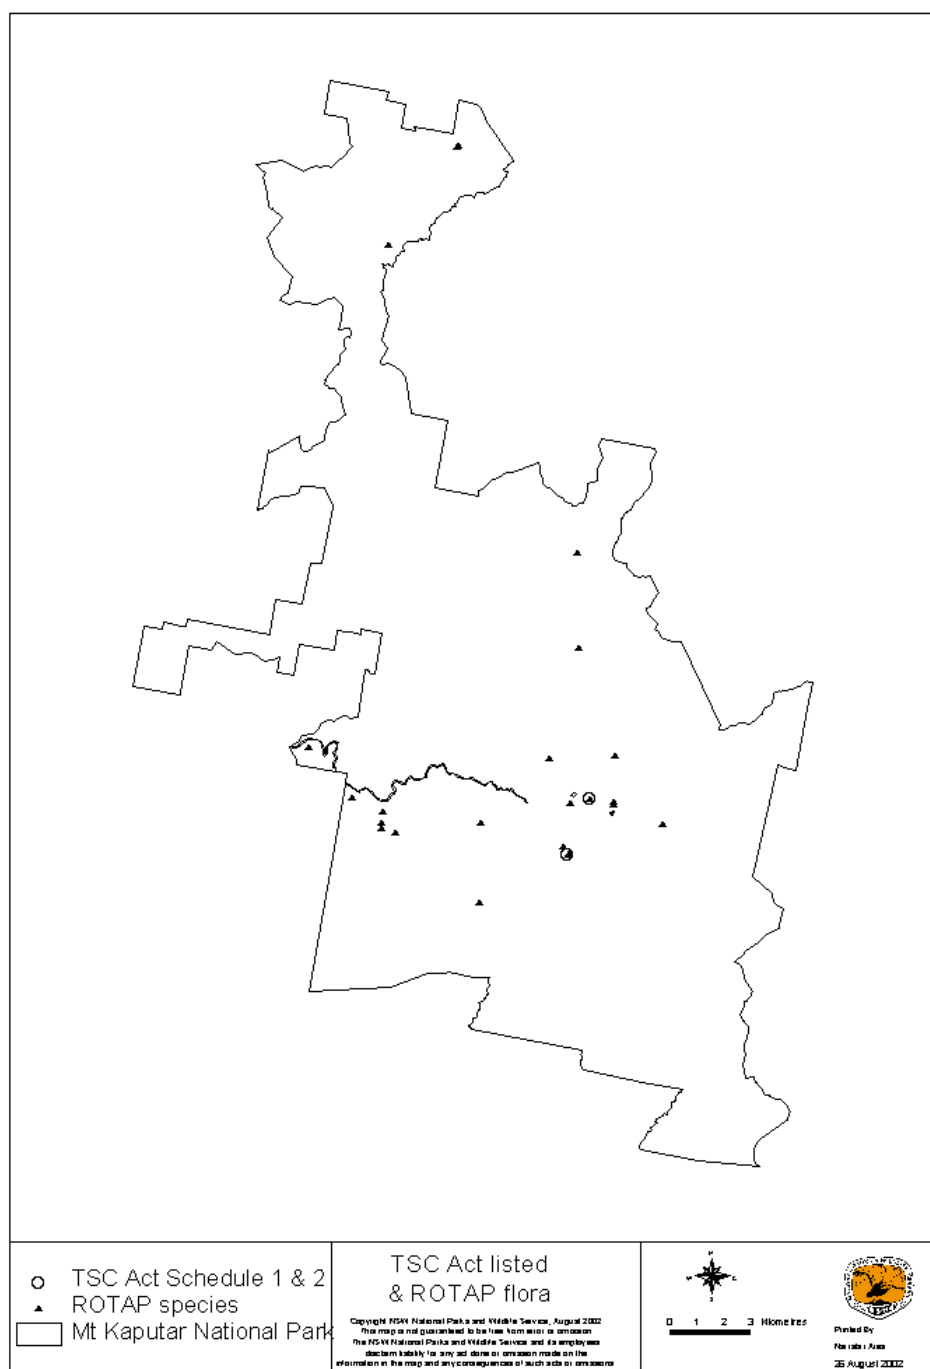 TSC Act Schedule 1 & 2
ROTAP species
Mt Kaputar National Park
TSC Act listed
& ROTAP flora
Copyright NSW National Parks and Wildlife Service, August 2002
This map is not guaranteed to be free from error or omission
The NSW National Parks and Wildlife Service and its employees
disclaim liability for any act done or omission made on the
information in the map and any consequences of such acts or omissions
0 1 2 3 Kilometres
Printed By
Narrabri Area
26 August 2002